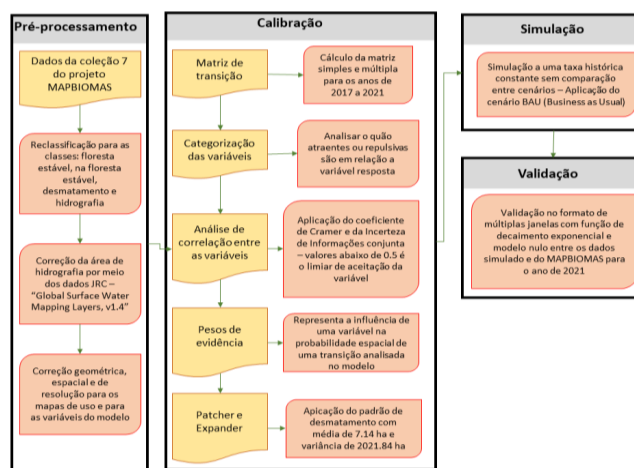 Pré-processamento
Dados da coleção 7
do projeto
MAPBIOMAS
Reclassificação para as
classes: floresta
estável, na floresta
estável,
desmatamento e
hidrografia
Correção da área de
hidrografia por meio
dos dados JRC –
“Global Surface Water
Mapping Layers, v1.4”
Correção geométrica,
espacial e de
resolução para os
mapas de uso e para
as variáveis do modelo
Calibração
Matriz de
transição
Cálculo da matriz
simples e múltipla
para os anos de
2017 a 2021
Categorização
das variáveis
Analisar o quão
atraentes ou repulsivas
são em relação a
variável resposta
Análise de
correlação entre
as variáveis
Aplicação do coeficiente
de Cramer e da Incerteza
de Informações conjunta
– valores abaixo de 0.5 é o
limiar de aceitação da
variável
Pesos de
evidência
Representa a influência
de uma variável na
probabilidade espacial
de uma transição analisada
no modelo
Patcher e
Expander
Apicação do padrão de
desmatamento com
média de 7.14 ha e
variância de 2021.84 ha
Simulação
Simulação a uma taxa histórica
constante sem comparação
entre cenários – Aplicação do
cenário BAU (Business as Usual)
Validação
Validação no formato de
múltiplas janelas com função de
decaimento exponencial e
modelo nulo entre os dados
simulado e do MAPBIOMAS para
o ano de 2021